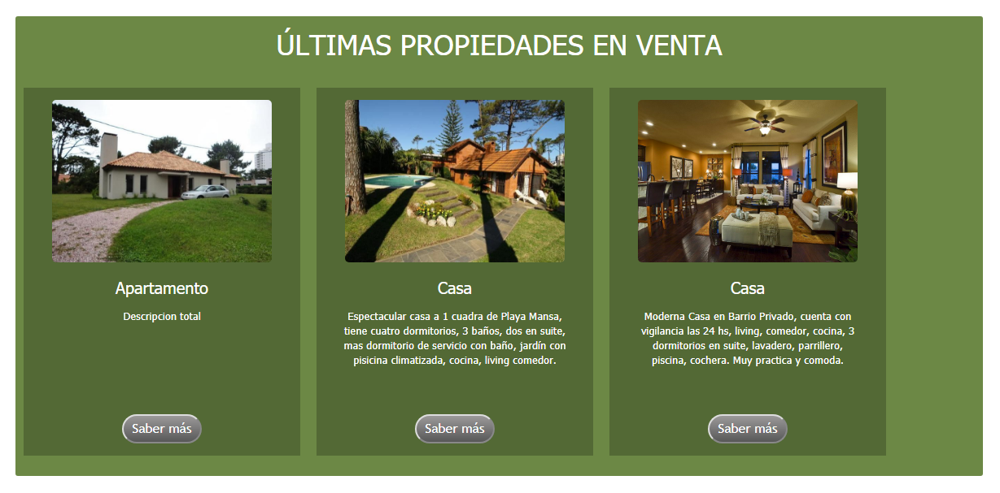 ÚLTIMAS PROPIEDADES EN VENTA
Apartamento
Descripcion total
Saber más
Casa
Espectacular casa a 1 cuadra de Playa Mansa,
tiene cuatro dormitorios, 3 baños, dos en suite,
mas dormitorio de servicio con baño, jardín con
pisicina climatizada, cocina, living comedor.
Saber más
Casa
Moderna Casa en Barrio Privado, cuenta con
vigilancia las 24 hs, living, comedor, cocina, 3
dormitorios en suite, lavadero, parrillero,
piscina, cochera. Muy practica y comoda.
Saber más